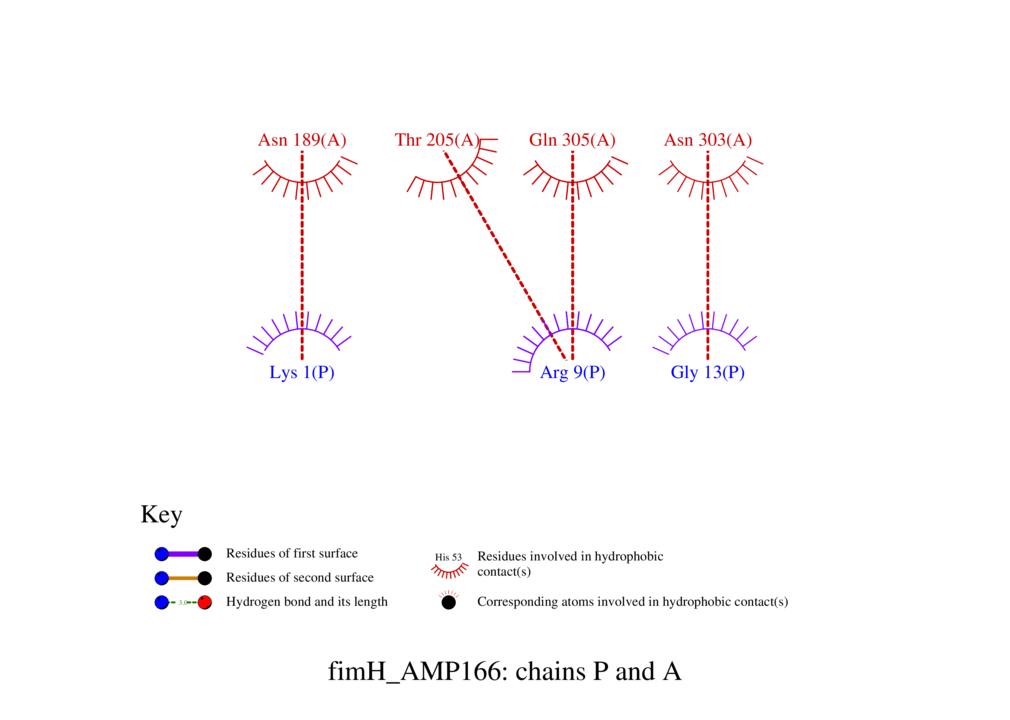 Asn 189(A) Thr 205(A) Gln 305(A) Asn 303(A)
Lys 1(P) Arg 9(P) Gly 13(P)
Key
Residues of first surface
Residues of second surface
3.0
Hydrogen bond and its length
His 53
Residues involved in hydrophobic
contact(s)
Corresponding atoms involved in hydrophobic contact(s)
fimH_AMP166: chains P and A